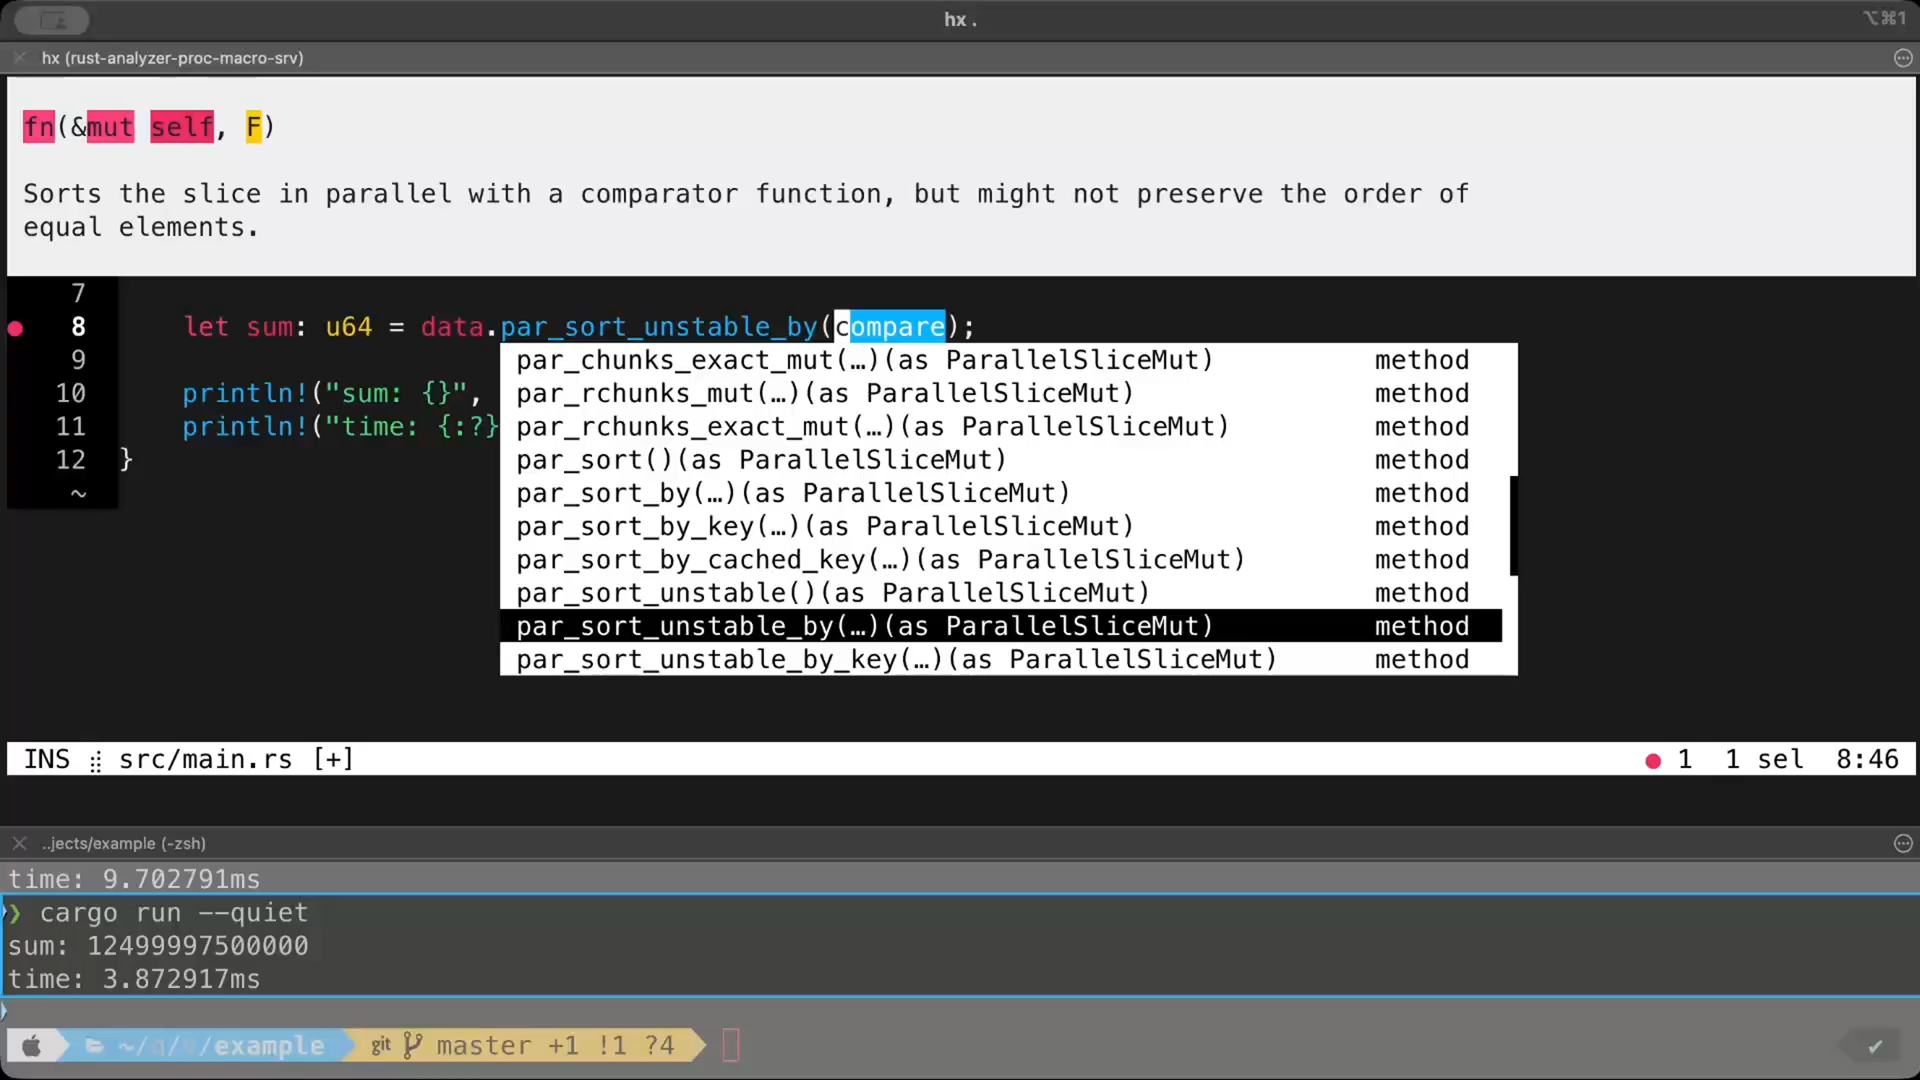 hx .
⌥⌘1
hx (rust-analyzer-proc-macro-srv)
fn(&mut self, F)
Sorts the slice in parallel with a comparator function, but might not preserve the order of
equal elements.
7
8 let sum: u64 = data.par_sort_unstable_by(compare);
9 par_chunks_exact_mut(…)(as ParallelSliceMut) method
10 println!("sum: {}", par_rchunks_mut(…)(as ParallelSliceMut) method
11 println!("time: {:?} par_rchunks_exact_mut(…)(as ParallelSliceMut) method
12 } par_sort()(as ParallelSliceMut) method
~ par_sort_by(…)(as ParallelSliceMut) method
par_sort_by_key(…)(as ParallelSliceMut) method
par_sort_by_cached_key(…)(as ParallelSliceMut) method
par_sort_unstable()(as ParallelSliceMut) method
par_sort_unstable_by(…)(as ParallelSliceMut) method
par_sort_unstable_by_key(…)(as ParallelSliceMut) method
INS ⣾ src/main.rs [+] ● 1 1 sel 8:46
..jects/example (-zsh)
time: 9.702791ms
❯ cargo run --quiet
sum: 12499997500000
time: 3.872917ms
example git master +1 !1 ?4 ✔